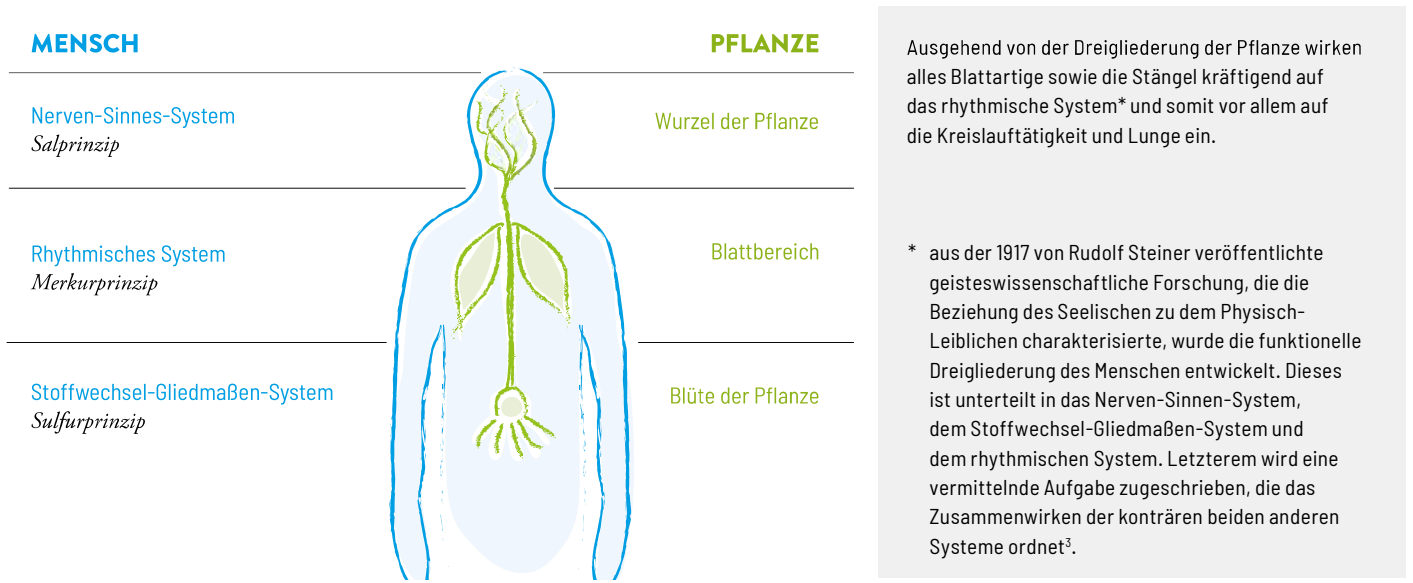 MENSCH
PFLANZE
Nerven-Sinnes-System
Salprinzip
Wurzel der Pflanze
Rhythmisches System
Merkurprinzip
Blattbereich
Stoffwechsel-Gliedmaßen-System
Sulfurprinzip
Blüte der Pflanze
Ausgehend von der Dreigliederung der Pflanze wirken
alles Blattartige sowie die Stängel kräftigend auf
das rhythmische System* und somit vor allem auf
die Kreislauftätigkeit und Lunge ein.
* aus der 1917 von Rudolf Steiner veröffentlichte
geisteswissenschaftliche Forschung, die die
Beziehung des Seelischen zu dem Physisch-
Leiblichen charakterisierte, wurde die funktionelle
Dreigliederung des Menschen entwickelt. Dieses
ist unterteilt in das Nerven-Sinnen-System,
dem Stoffwechsel-Gliedmaßen-System und
dem rhythmischen System. Letzterem wird eine
vermittelnde Aufgabe zugeschrieben, die das
Zusammenwirken der konträren beiden anderen
Systeme ordnet³.